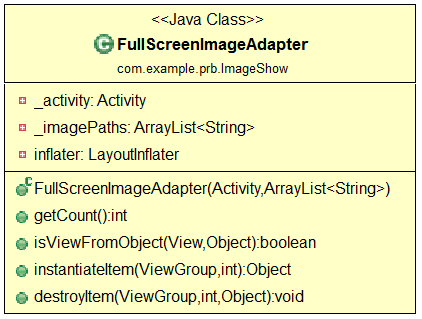 <<Java Class>>
FullScreenImageAdapter
com.example.prb.ImageShow
_activity: Activity
_imagePaths: ArrayList<String>
inflater: LayoutInflater
FullScreenImageAdapter(Activity,ArrayList<String>)
getCount():int
isViewFromObject(View,Object):boolean
instantiateItem(ViewGroup,int):Object
destroyItem(ViewGroup,int,Object):void